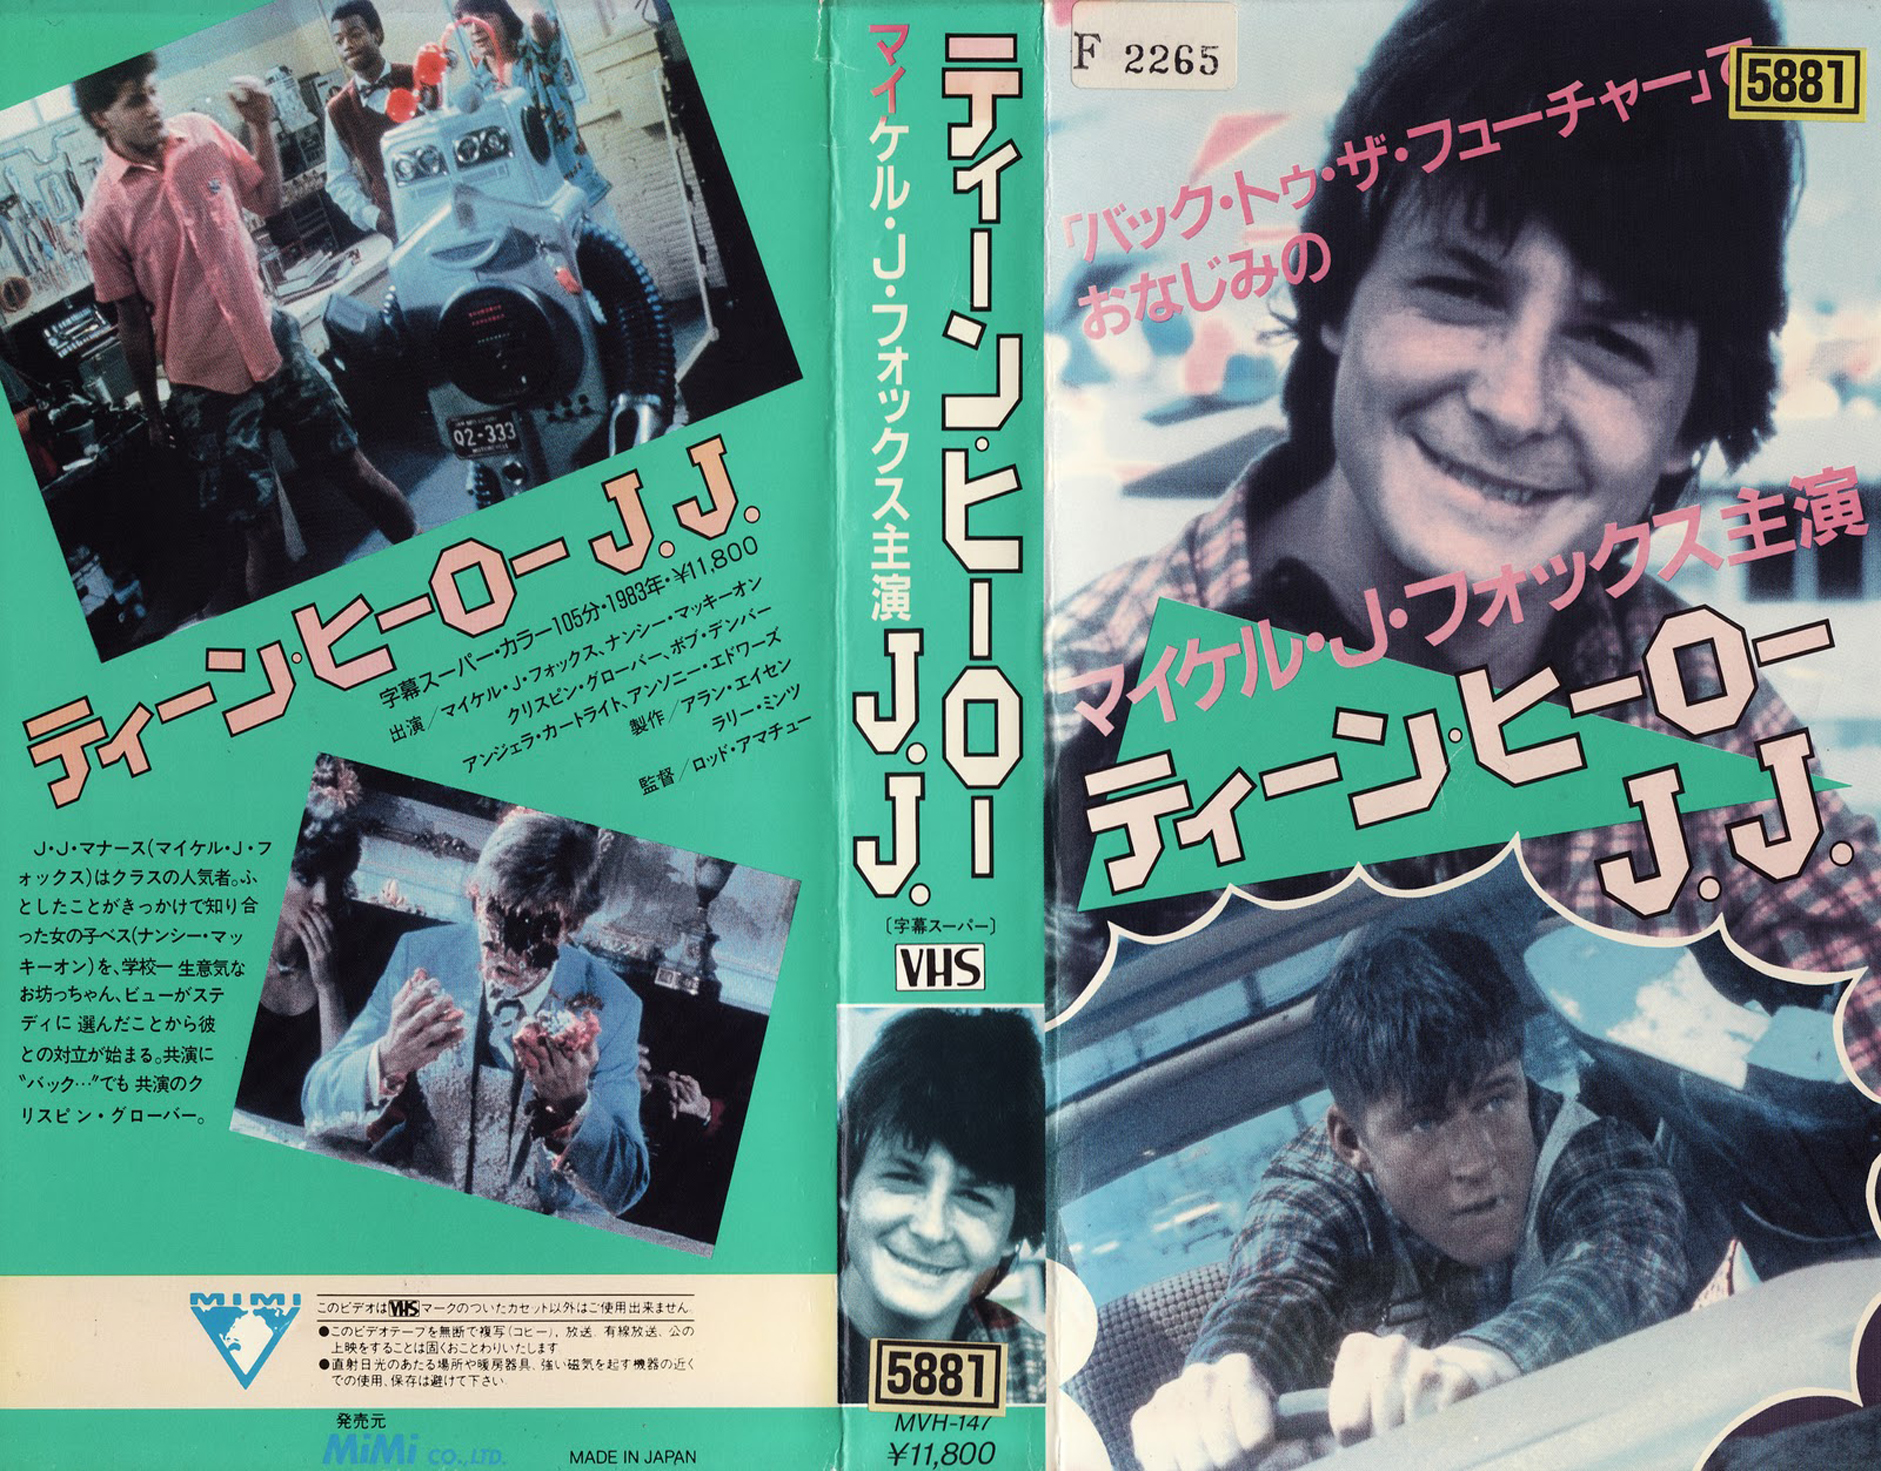 Q2-333
ティーン・ヒーロー J.J.
字幕スーパー・カラー105分・1983年・¥11,800
出演／マイケル・J・フォックス、ナンシー・マッキーオン
クリスピン・グローバー、ボブ・デンバー
アンジェラ・カートライト、アンソニー・エドワーズ
製作／アラン・エイセン
ラリー・ミンツ
監督／ロッド・アマチュー
J・J・マナース(マイケル・J・フ
ォックス)はクラスの人気者。ふ
としたことがきっかけで知り合
った女の子ベス(ナンシー・マッ
キーオン)を、学校一 生意気な
お坊っちゃん、ビューがステ
ディに 選んだことから彼
との対立が始まる。共演に
〝バック…〞でも 共演のク
リスピン・グローバー。
MiMi
このビデオはVHSマークのついたカセット以外はご使用出来ません。
●このビデオテープを無断で複写(コピー)，放送，有線放送、公の
上映をすることは固くおことわりいたします
●直射日光のあたる場所や暖房器具、強い磁気を起す機器の近く
での使用、保存は避けて下さい
発売元
MiMi CO.,LTD.
MADE IN JAPAN
マイケル・J・フォックス主演
ティーン・ヒーロー
J.J.
〔字幕スーパー〕
VHS
5881
MVH-147
¥11,800
F 2265
5881
「バック・トゥ・ザ・フューチャー」で
おなじみの
マイケル・J・フォックス主演
ティーン・ヒーロー
J.J.